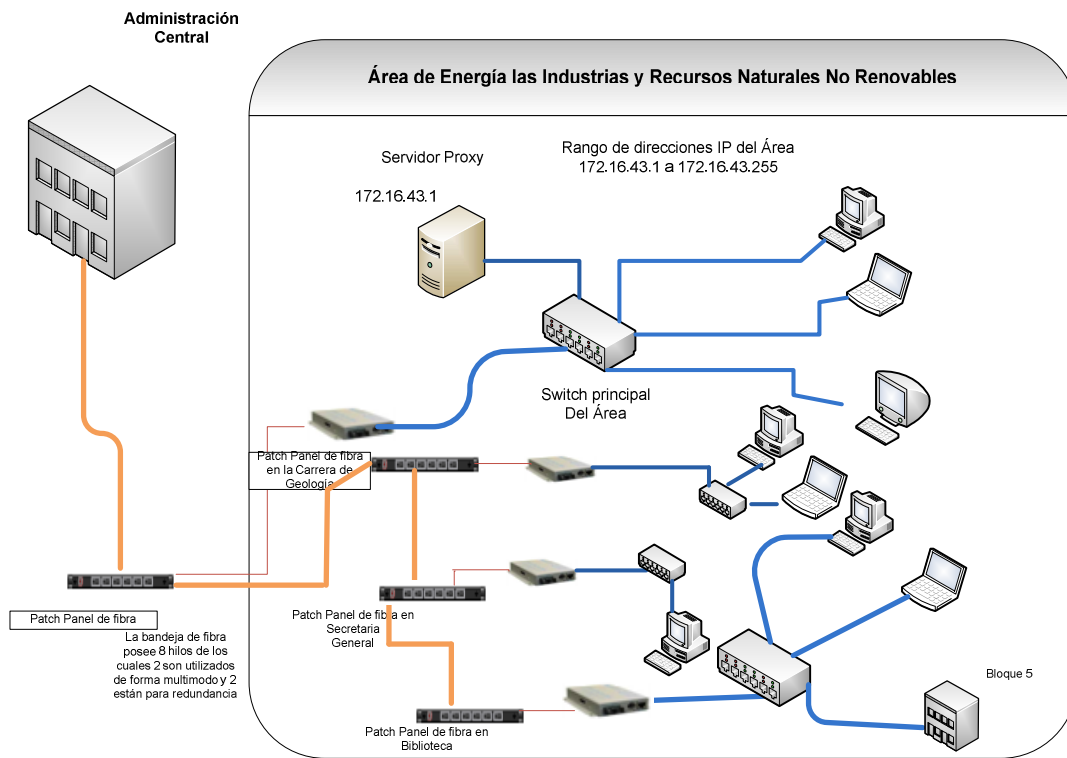 Administración
Central
Área de Energía las Industrias y Recursos Naturales No Renovables
Servidor Proxy
172.16.43.1
Rango de direcciones IP del Área
172.16.43.1 a 172.16.43.255
Switch principal
Del Área
Patch Panel de fibra
en la Carrera de
Geología
Patch Panel de fibra
La bandeja de fibra
posee 8 hilos de los
cuales 2 son utilizados
de forma multimodo y 2
están para redundancia
Patch Panel de fibra en
Secretaria
General
Patch Panel de fibra en
Biblioteca
Bloque 5